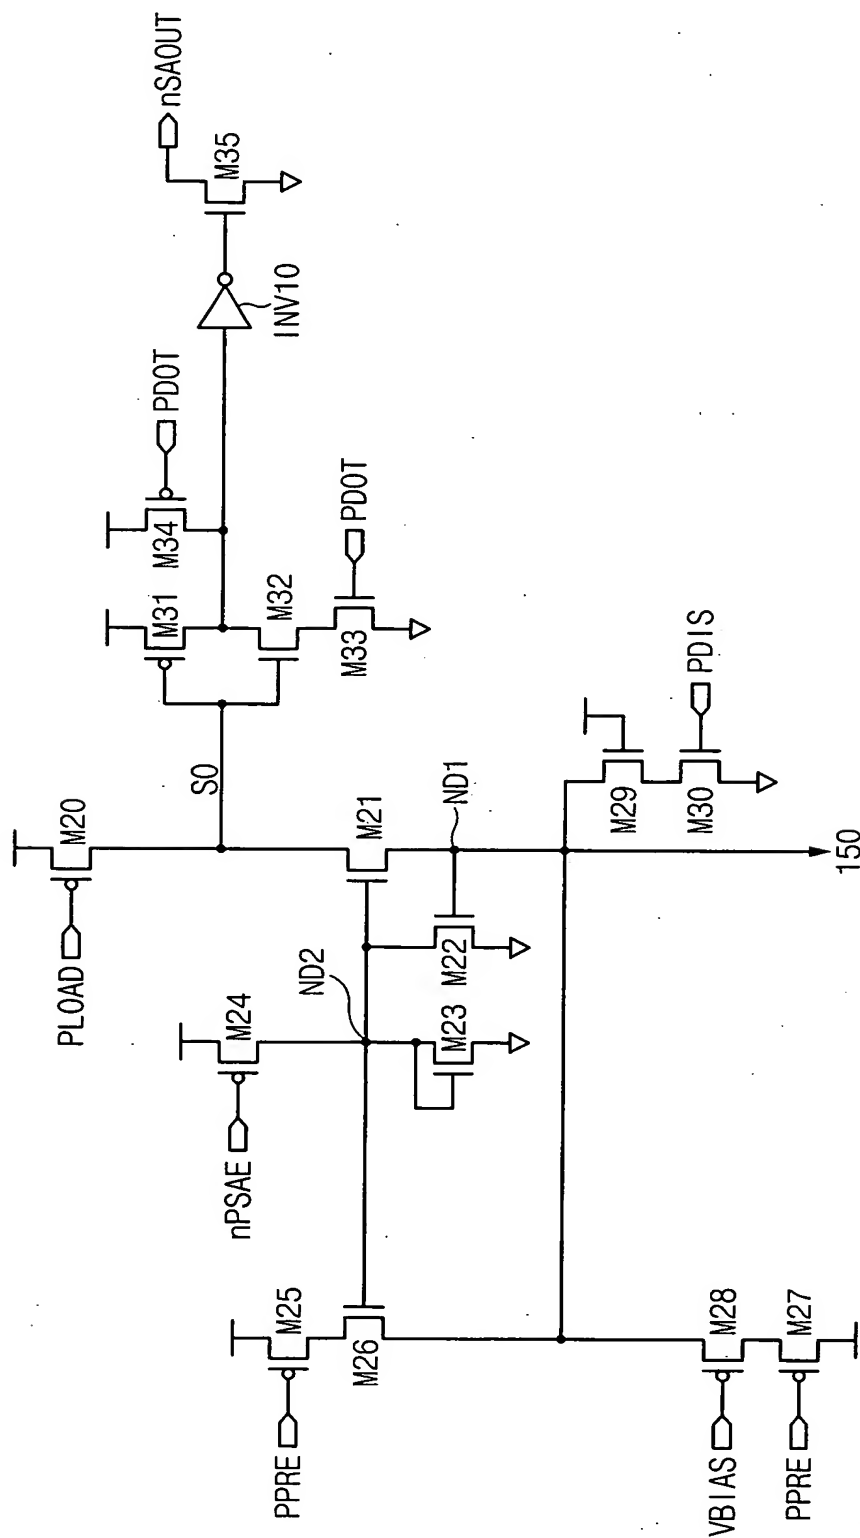 nSAOUT
M35
INV10
PDOT
M34
M31
M32
PDOT
M33
SO
M20
PLOAD
M21
ND1
PDIS
M29
M30
150
ND2
M22
M23
M24
nPSAE
M25
PPRE
M26
M28
M27
VBIAS
PPRE